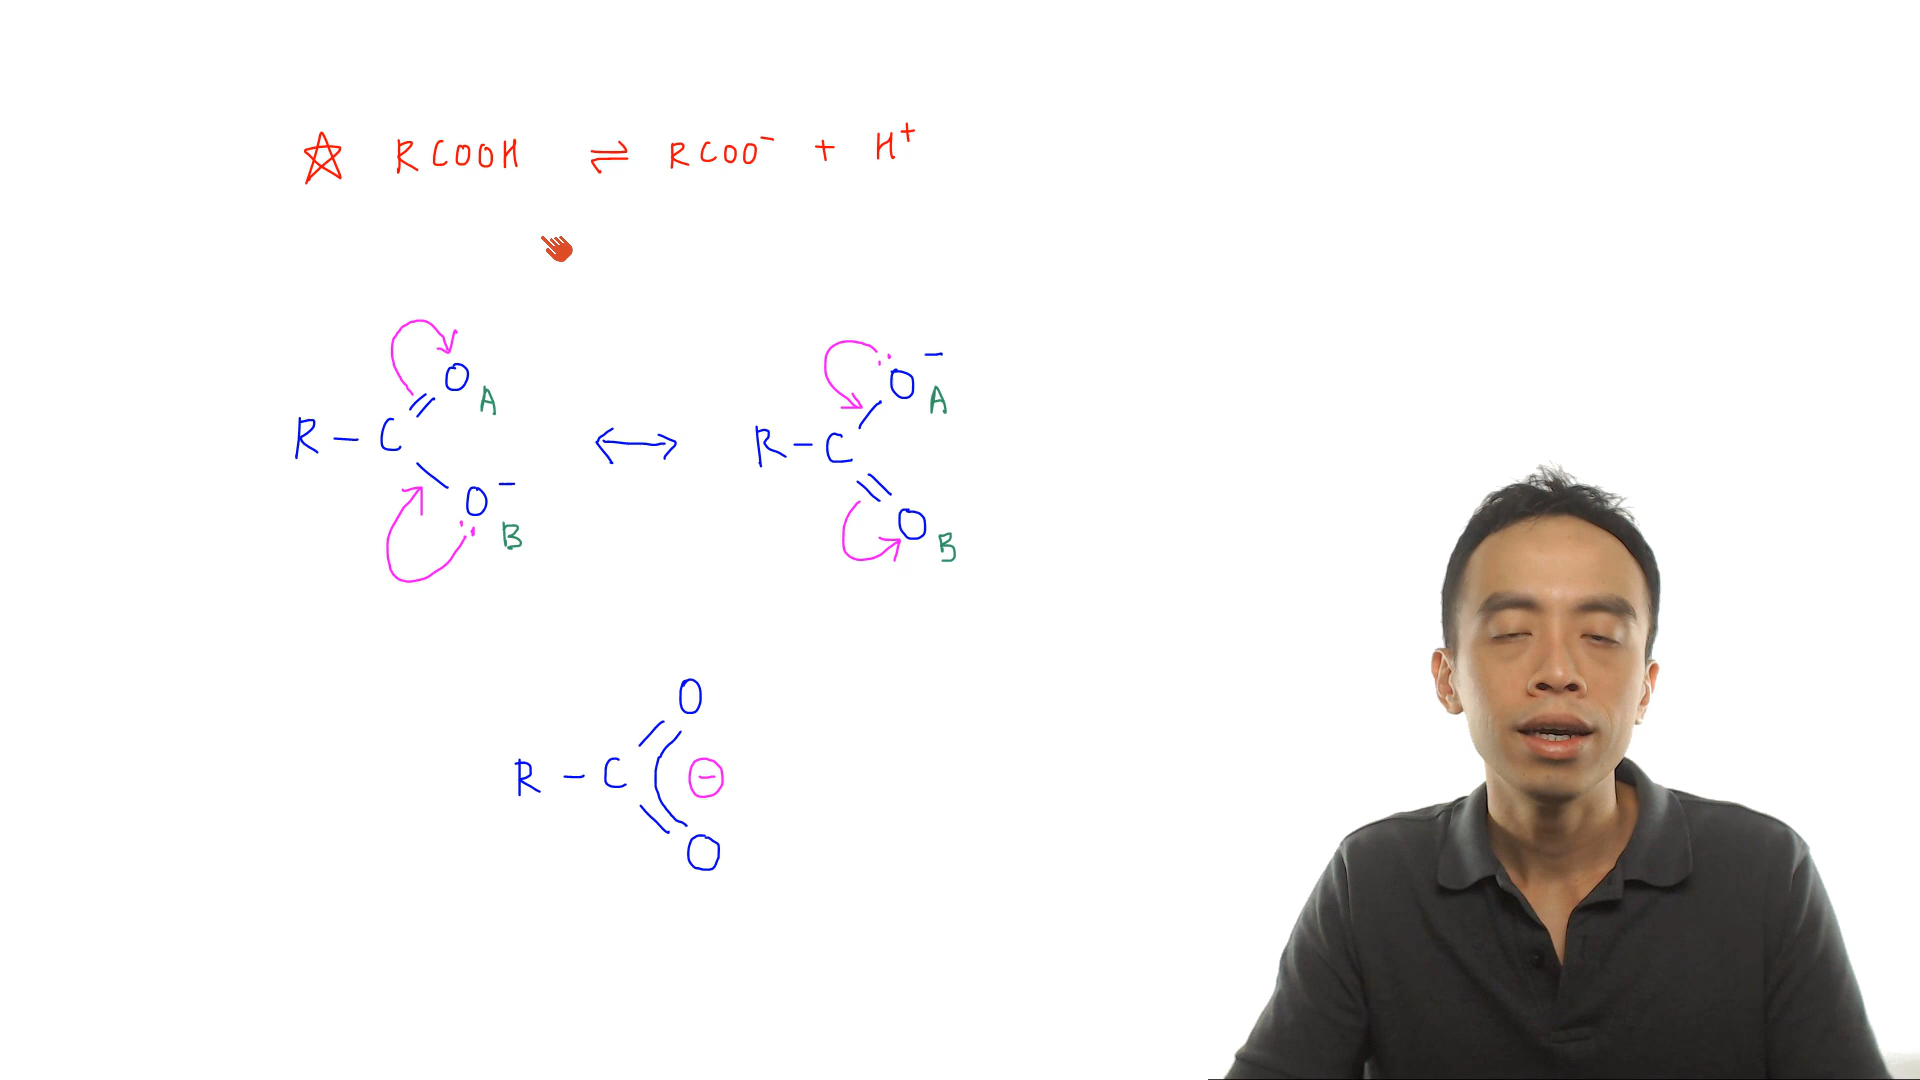 ☆ RCOOH ⇌ RCOO⁻ + H⁺
O A
R – C
O⁻ B
↔
O⁻ A
R – C
O B
O
R – C ⊖
O